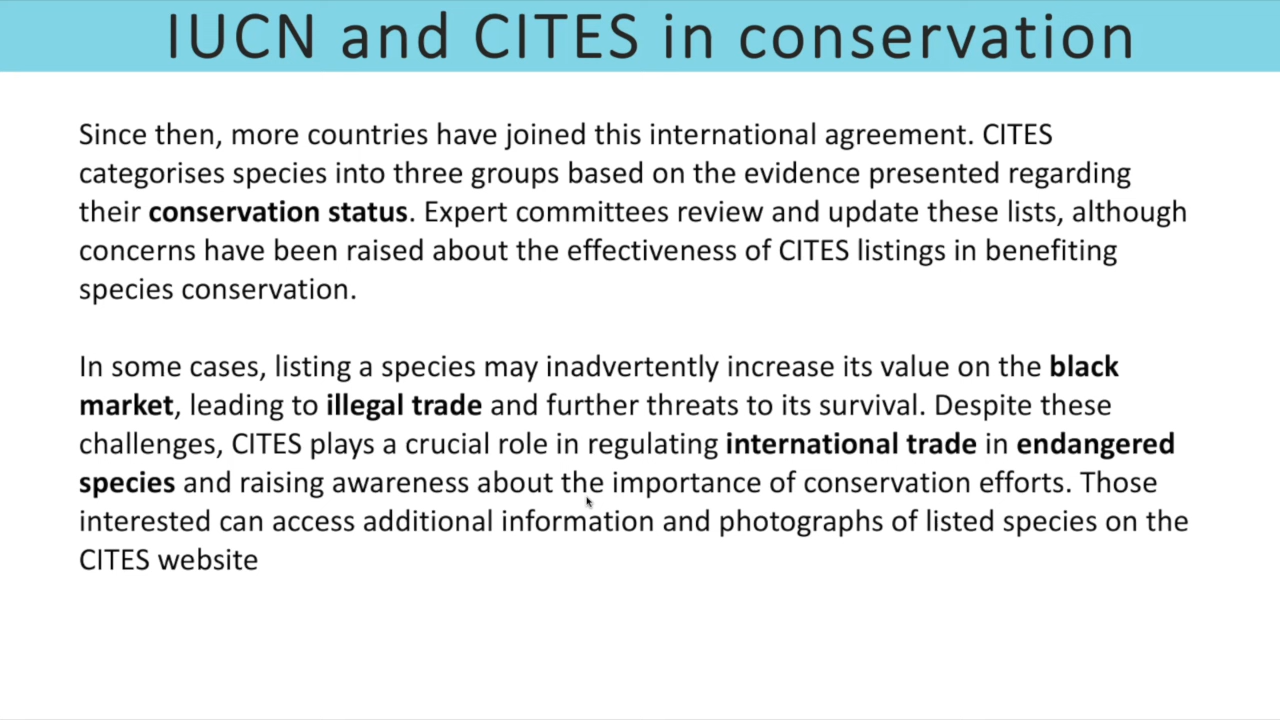 IUCN and CITES in conservation
Since then, more countries have joined this international agreement. CITES
categorises species into three groups based on the evidence presented regarding
their conservation status. Expert committees review and update these lists, although
concerns have been raised about the effectiveness of CITES listings in benefiting
species conservation.
In some cases, listing a species may inadvertently increase its value on the black
market, leading to illegal trade and further threats to its survival. Despite these
challenges, CITES plays a crucial role in regulating international trade in endangered
species and raising awareness about the importance of conservation efforts. Those
interested can access additional information and photographs of listed species on the
CITES website